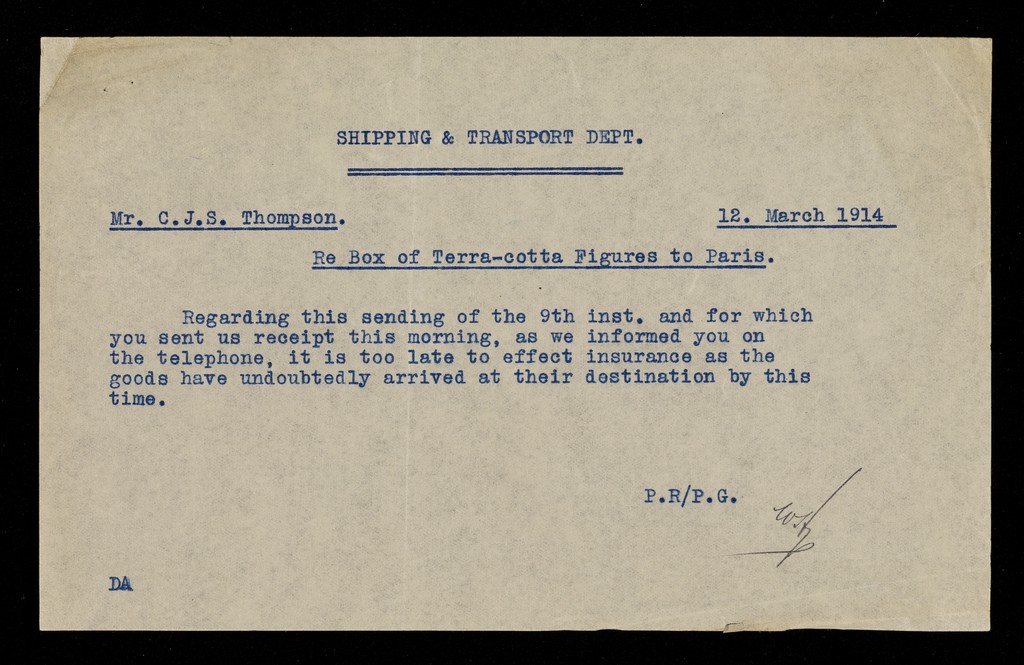 SHIPPING & TRANSPORT DEPT.
Mr. C.J.S. Thompson.
12. March 1914
Re Box of Terra-cotta Figures to Paris.
Regarding this sending of the 9th inst. and for which
you sent us receipt this morning, as we informed you on
the telephone, it is too late to effect insurance as the
goods have undoubtedly arrived at their destination by this
time.
P.R/P.G.
DA